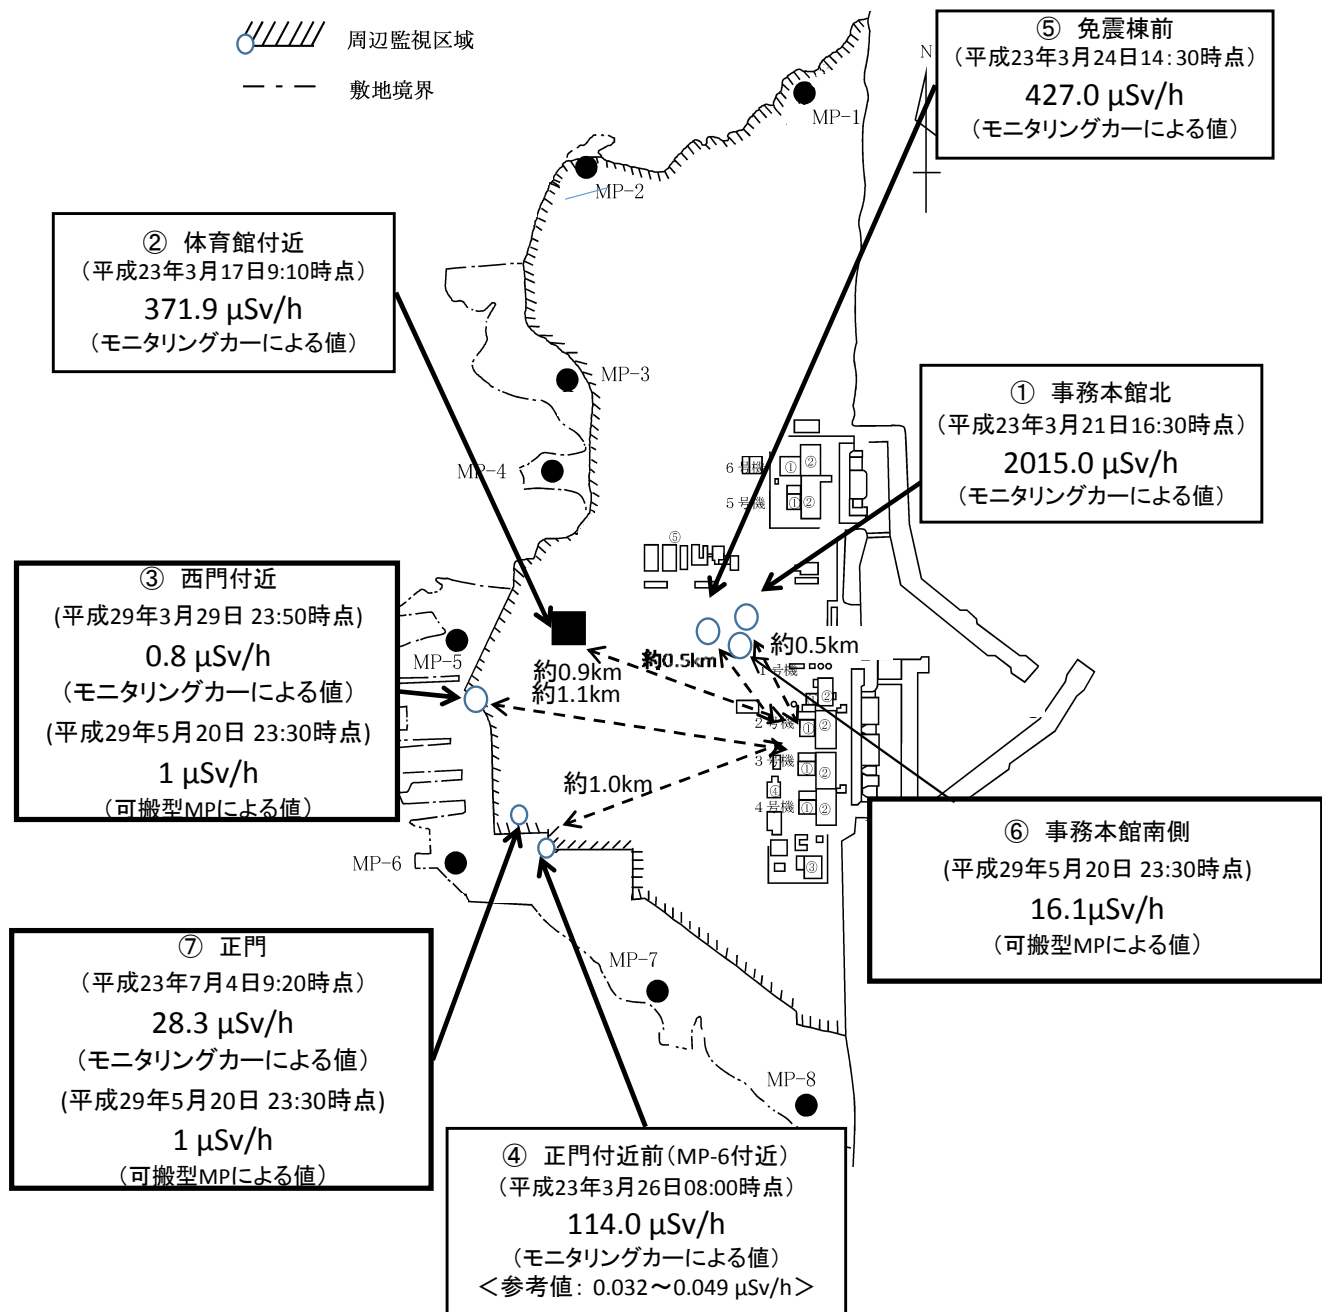 周辺監視区域
敷地境界
⑤ 免震棟前
（平成23年3月24日14:30時点）
427.0 μSv/h
（モニタリングカーによる値）
N
MP-1
MP-2
② 体育館付近
（平成23年3月17日9:10時点）
371.9 μSv/h
（モニタリングカーによる値）
MP-3
① 事務本館北
（平成23年3月21日16:30時点）
2015.0 μSv/h
（モニタリングカーによる値）
MP-4
6号機
① ②
5号機
① ②
⑤
③ 西門付近
(平成29年3月29日 23:50時点)
0.8 μSv/h
（モニタリングカーによる値）
(平成29年5月20日 23:30時点)
1 μSv/h
（可搬型MPによる値）
MP-5
約0.9km
約1.1km
約0.5km
約0.5km
1号機
②
2号機
① ②
3号機
① ②
④
4号機
① ②
③
約1.0km
MP-6
⑥ 事務本館南側
(平成29年5月20日 23:30時点)
16.1μSv/h
（可搬型MPによる値）
⑦ 正門
（平成23年7月4日9:20時点）
28.3 μSv/h
（モニタリングカーによる値）
(平成29年5月20日 23:30時点)
1 μSv/h
（可搬型MPによる値）
MP-7
MP-8
④ 正門付近前（MP-6付近）
（平成23年3月26日08:00時点）
114.0 μSv/h
（モニタリングカーによる値）
＜参考値：0.032～0.049 μSv/h＞